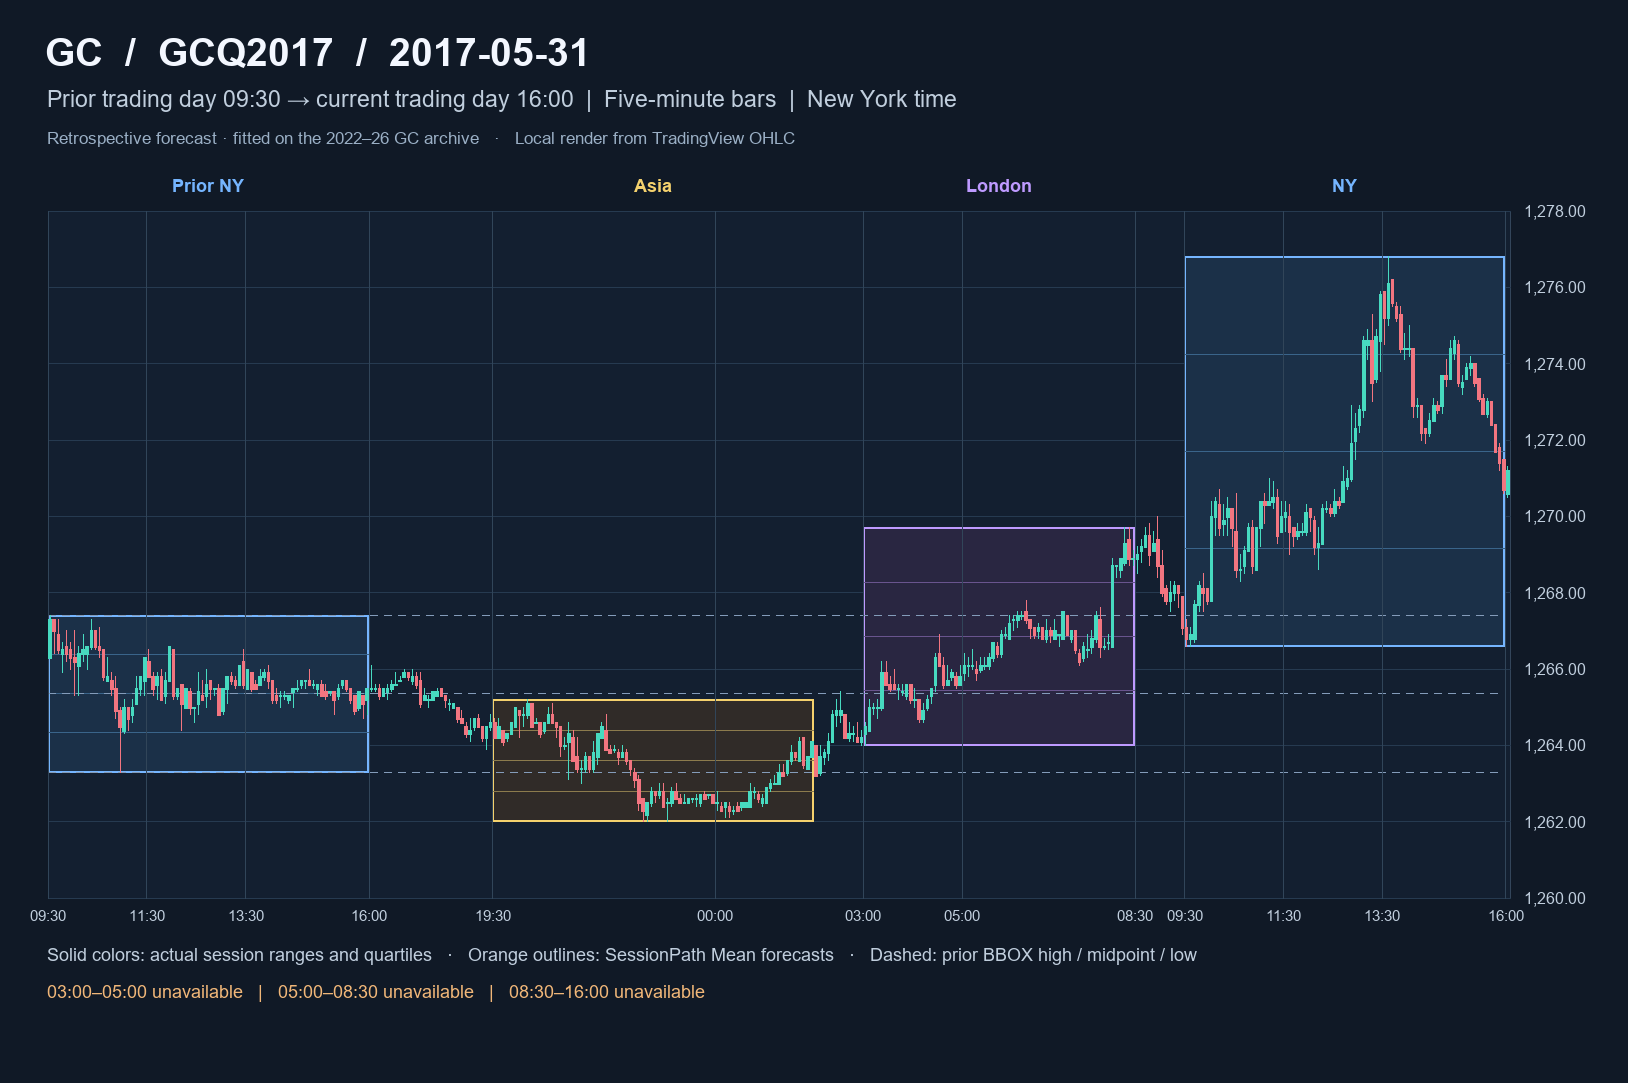 GC / GCQ2017 / 2017-05-31
Prior trading day 09:30 → current trading day 16:00 | Five-minute bars | New York time
Retrospective forecast · fitted on the 2022–26 GC archive · Local render from TradingView OHLC
Prior NY Asia London NY
1,278.00
1,276.00
1,274.00
1,272.00
1,270.00
1,268.00
1,266.00
1,264.00
1,262.00
1,260.00
09:30 11:30 13:30 16:00 19:30 00:00 03:00 05:00 08:30 09:30 11:30 13:30 16:00
Solid colors: actual session ranges and quartiles · Orange outlines: SessionPath Mean forecasts · Dashed: prior BBOX high / midpoint / low
03:00–05:00 unavailable | 05:00–08:30 unavailable | 08:30–16:00 unavailable